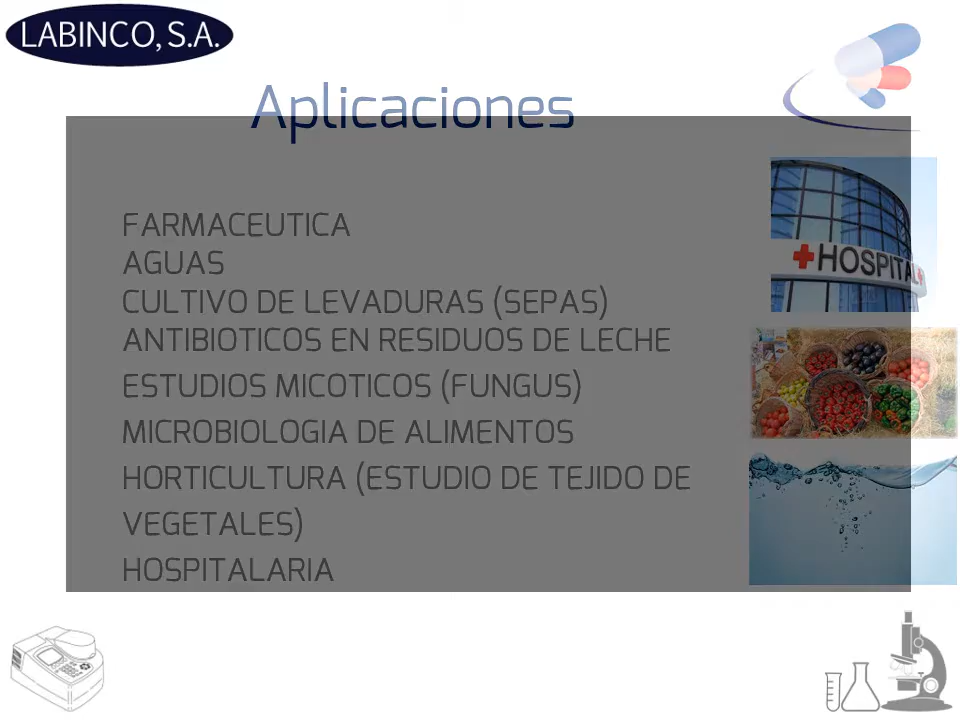 LABINCO, S.A.
Aplicaciones
FARMACEUTICA
AGUAS
CULTIVO DE LEVADURAS (SEPAS)
ANTIBIOTICOS EN RESIDUOS DE LECHE
ESTUDIOS MICOTICOS (FUNGUS)
MICROBIOLOGIA DE ALIMENTOS
HORTICULTURA (ESTUDIO DE TEJIDO DE
VEGETALES)
HOSPITALARIA
HOSPITAL